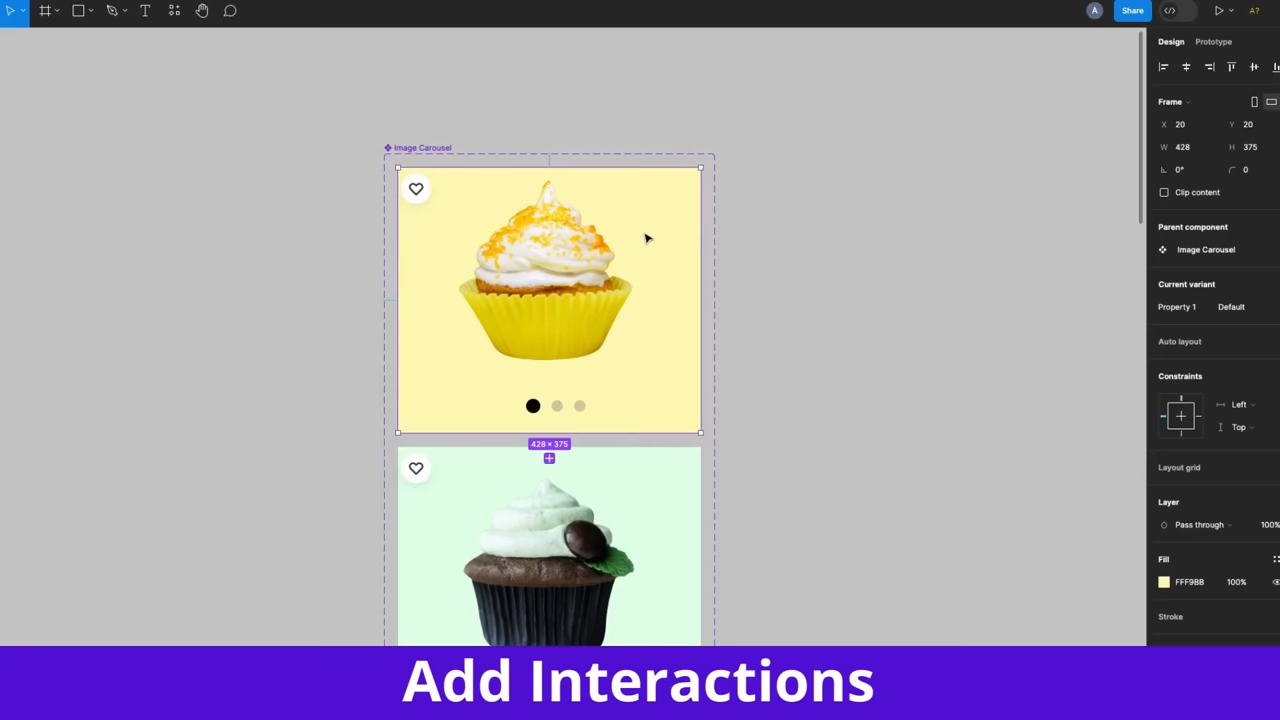 A
Share
A?
Design Prototype
Frame
X 20 Y 20
W 428 H 375
0° 0
Clip content
Parent component
Image Carousel
Current variant
Property 1 Default
Auto layout
Constraints
Left
Top
Layout grid
Layer
Pass through 100%
Fill
FFF9BB 100%
Stroke
Image Carousel
428 × 375
Add Interactions